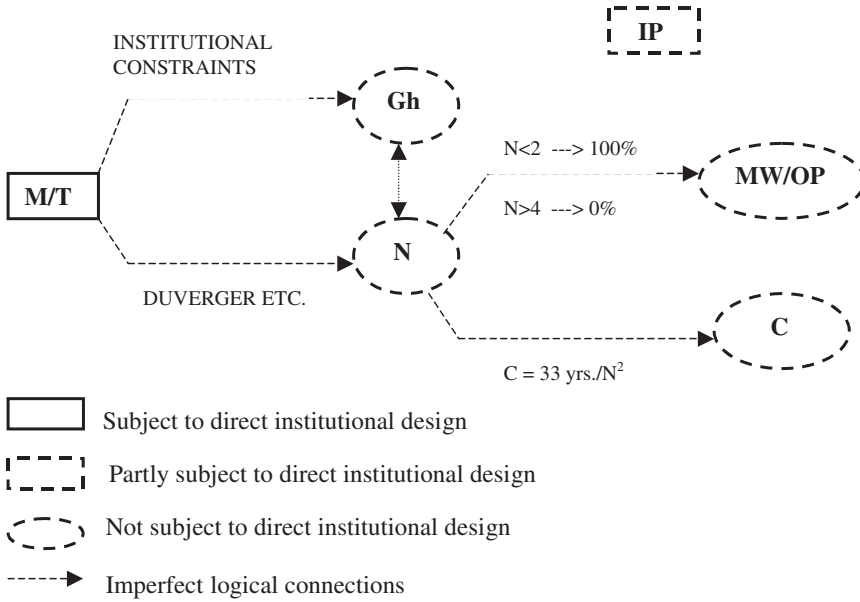 INSTITUTIONAL
CONSTRAINTS
IP
Gh
M/T
N<2 ---> 100%
MW/OP
N>4 ---> 0%
N
DUVERGER ETC.
C
C = 33 yrs./N²
Subject to direct institutional design
Partly subject to direct institutional design
Not subject to direct institutional design
Imperfect logical connections